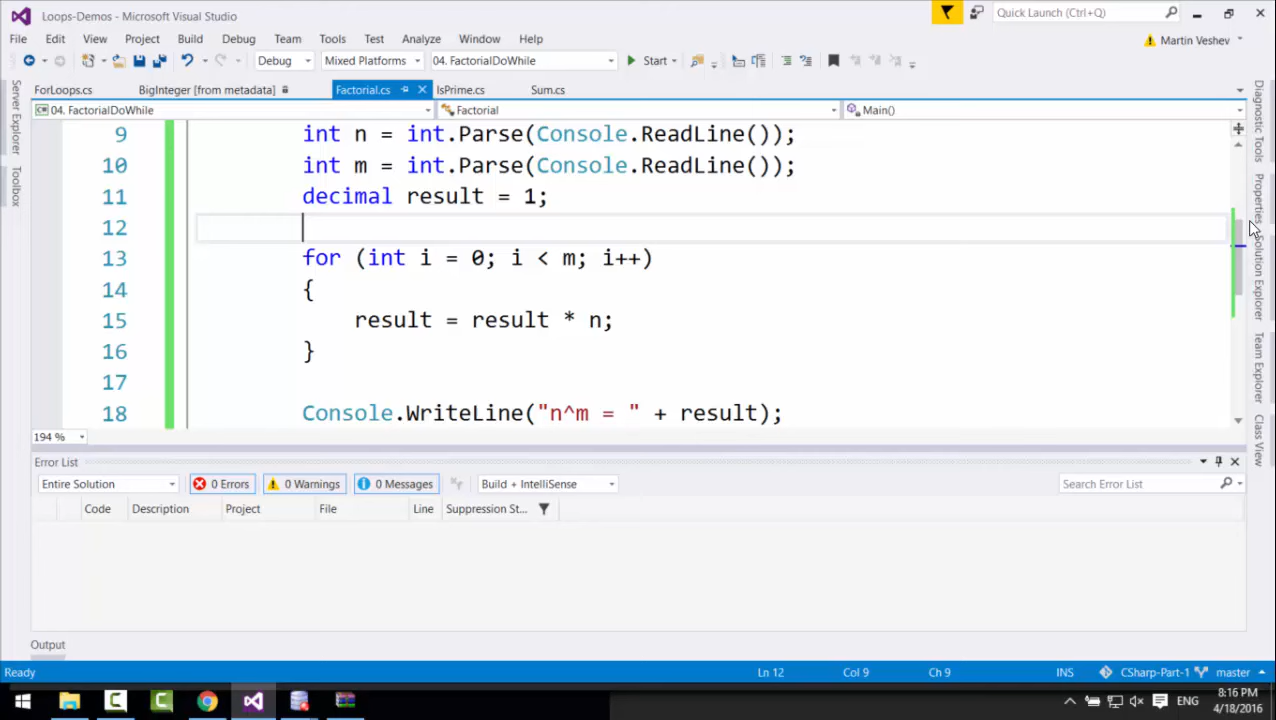 Loops-Demos - Microsoft Visual Studio
Quick Launch (Ctrl+Q)
File Edit View Project Build Debug Team Tools Test Analyze Window Help
Martin Veshev
Debug Mixed Platforms Start 04. FactorialDoWhile
ForLoops.cs BigInteger [from metadata] Factorial.cs IsPrime.cs Sum.cs
04. FactorialDoWhile Factorial Main()
Server Explorer
Toolbox
9 int n = int.Parse(Console.ReadLine());
10 int m = int.Parse(Console.ReadLine());
11 decimal result = 1;
12
13 for (int i = 0; i < m; i++)
14 {
15 result = result * n;
16 }
17
18 Console.WriteLine("n^m = " + result);
Diagnostic Tools
Properties
Solution Explorer
Team Explorer
Class View
194 %
Error List
Entire Solution 0 Errors 0 Warnings 0 Messages Build + IntelliSense Search Error List
Code Description Project File Line Suppression St...
Output
Ready Ln 12 Col 9 Ch 9 INS CSharp-Part-1 master
ENG
8:16 PM
4/18/2016